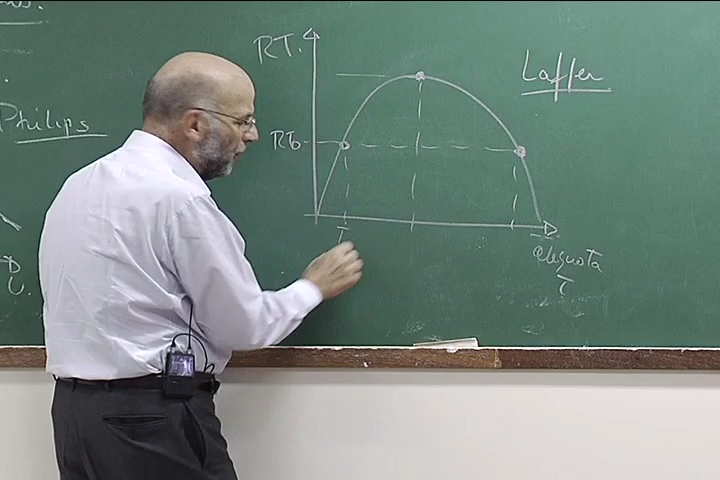 Philips
RT.
Laffer
RT₀
τ
alíquota
τ